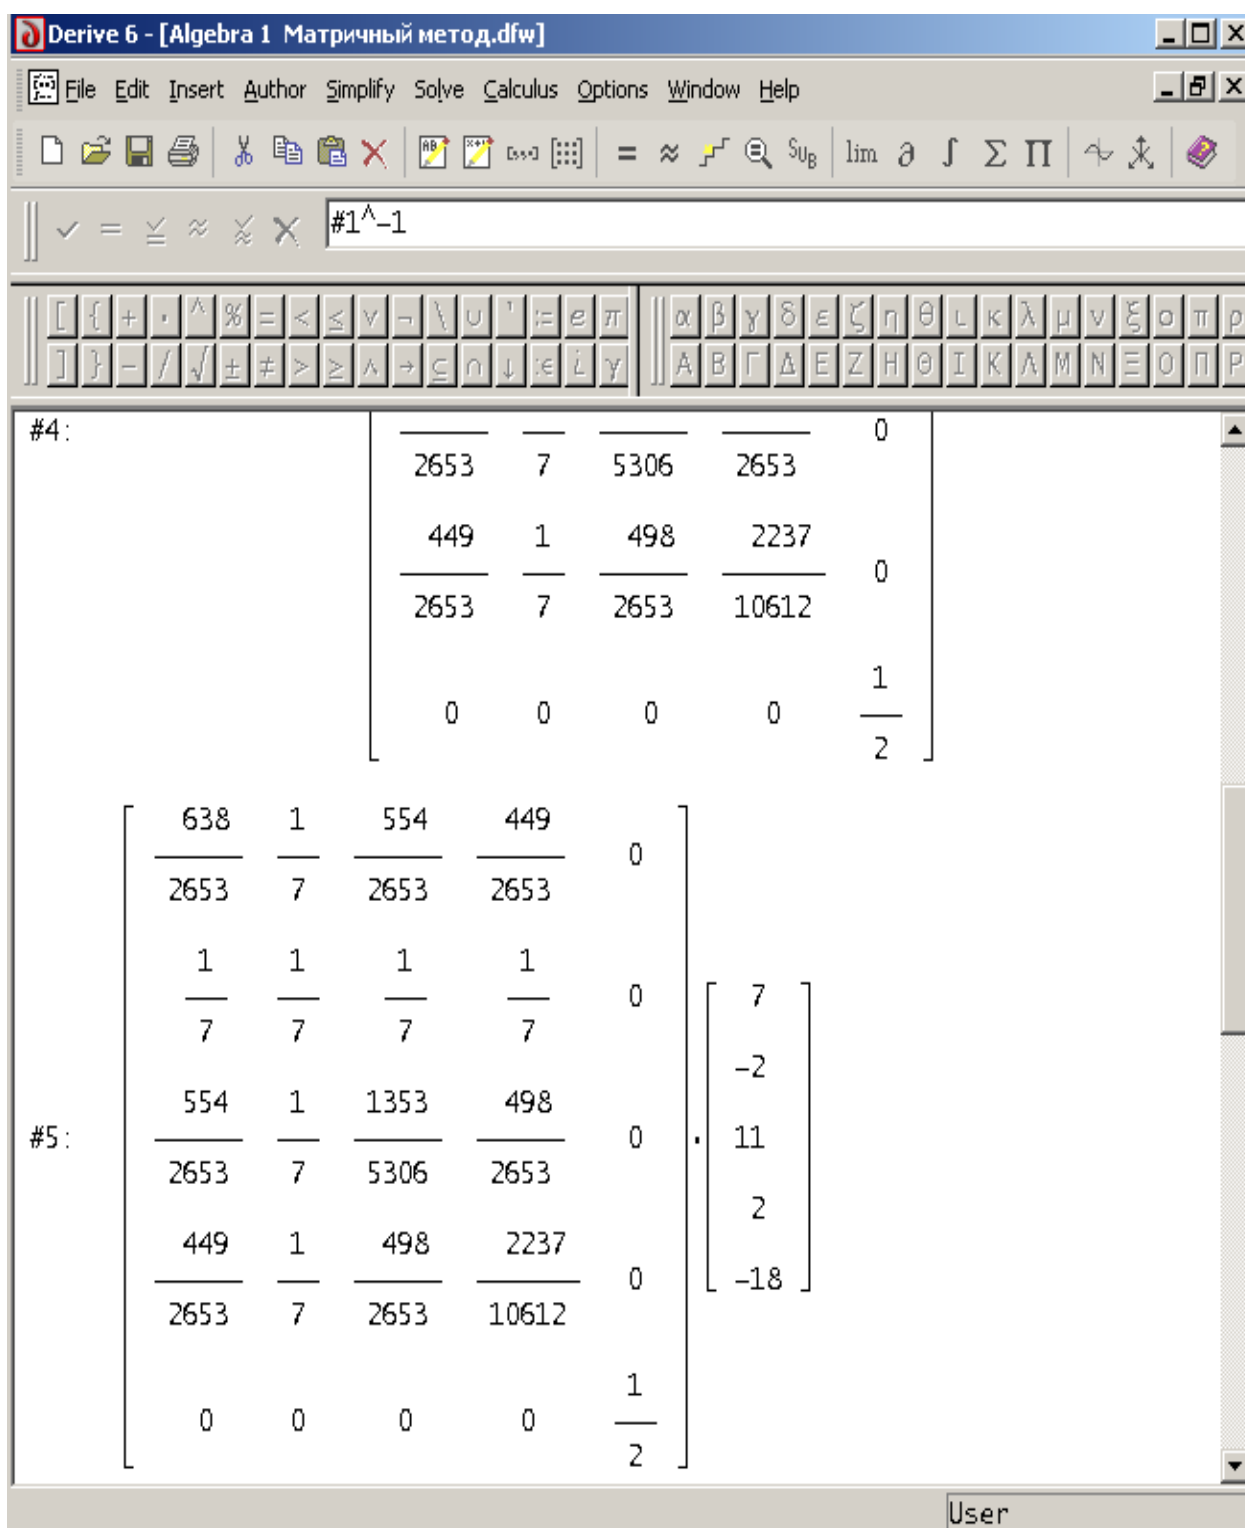 Derive 6 - [Algebra 1 Матричный метод.dfw]
File Edit Insert Author Simplify Solve Calculus Options Window Help
= ≈ SUB lim ∂ ∫ Σ Π
#1^-1
[ { + · ^ % = < ≤ ∨ ¬ \ ∪ ' := e π α β γ δ ε ζ η θ ι κ λ μ ν ξ ο π ρ
] } - / √ ± ≠ > ≥ ∧ → ⊆ ∩ ↓ :∈ i γ Α Β Γ Δ Ε Ζ Η Θ Ι Κ Λ Μ Ν Ξ Ο Π Ρ
#4: 0
2653 7 5306 2653
449 1 498 2237
0
2653 7 2653 10612
1
0 0 0 0
2
638 1 554 449
0
2653 7 2653 2653
1 1 1 1
0 7
7 7 7 7
-2
554 1 1353 498
#5: 0 · 11
2653 7 5306 2653
2
449 1 498 2237
0 -18
2653 7 2653 10612
1
0 0 0 0
2
User